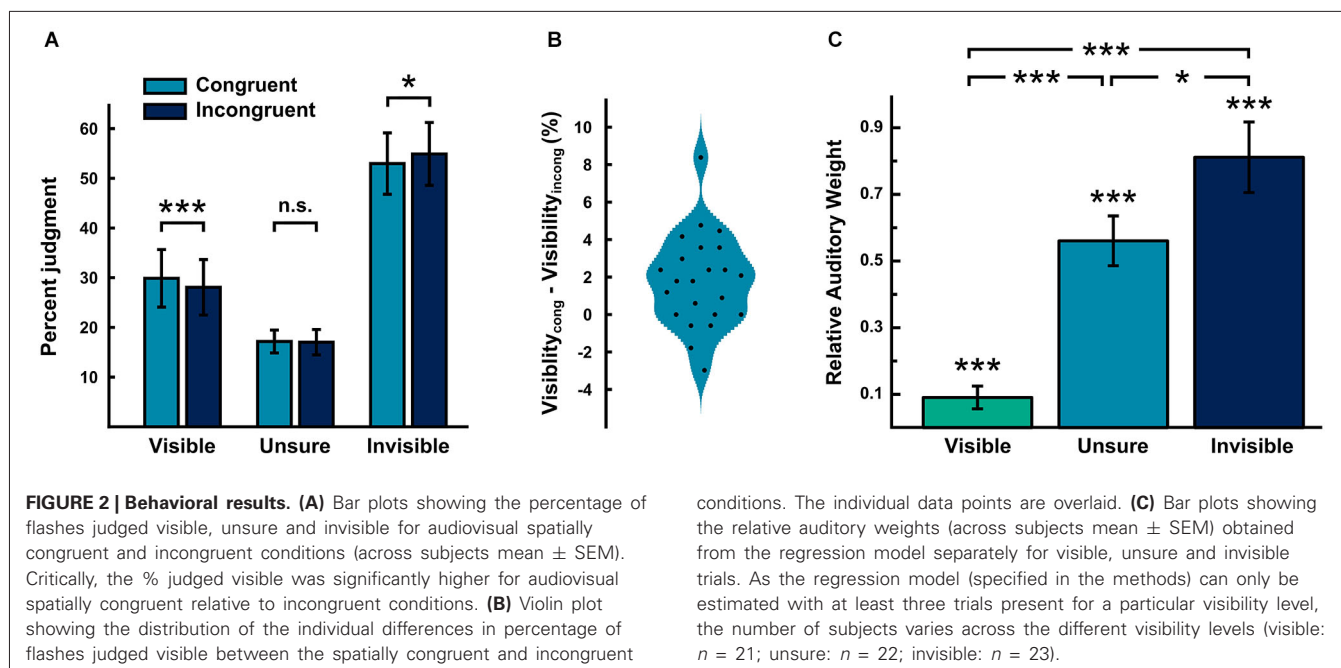 A
Congruent
Incongruent
Percent judgment
60
50
40
30
20
10
***
n.s.
*
Visible
Unsure
Invisible
B
Visiblity_cong - Visibility_incong (%)
10
8
6
4
2
0
-2
-4
C
Relative Auditory Weight
0.9
0.7
0.5
0.3
0.1
***
***
*
***
***
***
Visible
Unsure
Invisible
FIGURE 2 | Behavioral results. (A) Bar plots showing the percentage of
flashes judged visible, unsure and invisible for audiovisual spatially
congruent and incongruent conditions (across subjects mean ± SEM).
Critically, the % judged visible was significantly higher for audiovisual
spatially congruent relative to incongruent conditions. (B) Violin plot
showing the distribution of the individual differences in percentage of
flashes judged visible between the spatially congruent and incongruent
conditions. The individual data points are overlaid. (C) Bar plots showing
the relative auditory weights (across subjects mean ± SEM) obtained
from the regression model separately for visible, unsure and invisible
trials. As the regression model (specified in the methods) can only be
estimated with at least three trials present for a particular visibility level,
the number of subjects varies across the different visibility levels (visible:
n = 21; unsure: n = 22; invisible: n = 23).